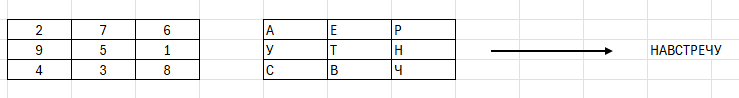 2 7 6 А Е Р
9 5 1 У Т Н НАВСТРЕЧУ
4 3 8 С В Ч